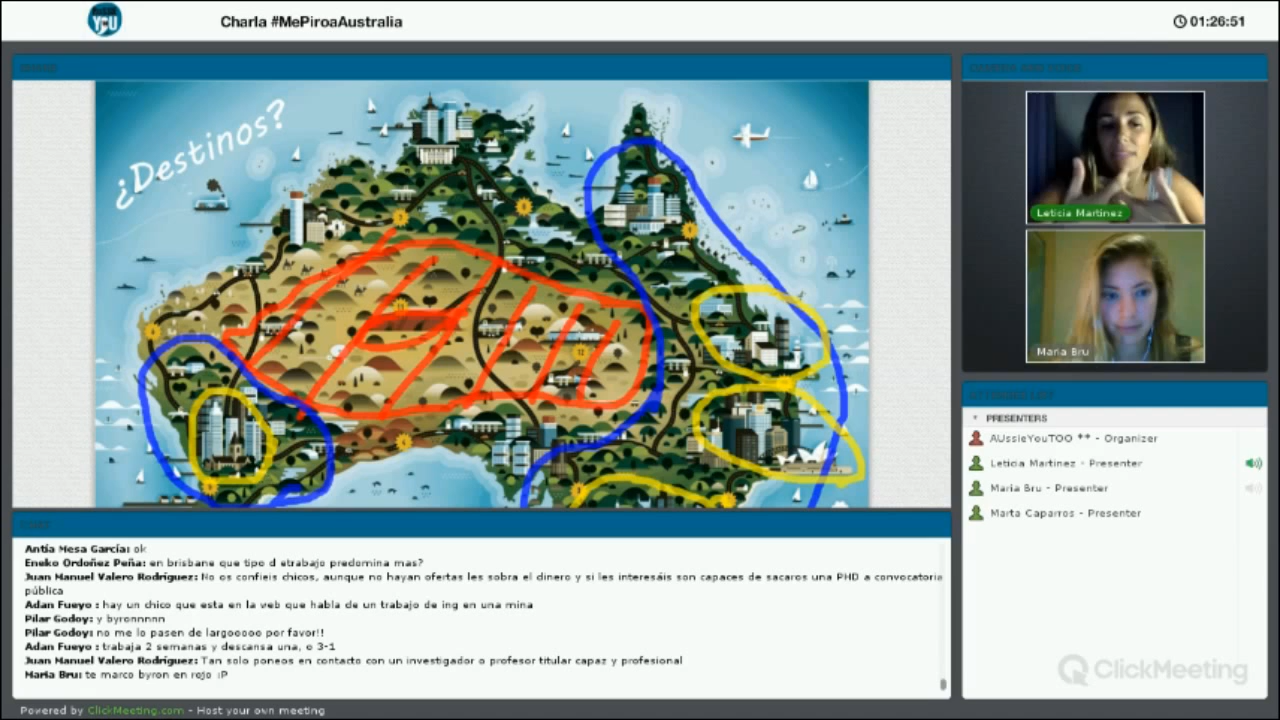 YOU
Charla #MePiroaAustralia
01:26:51
¿Destinos?
Leticia Martinez
Maria Bru
PRESENTERS
AUssieYouTOO ** - Organizer
Leticia Martinez - Presenter
Maria Bru - Presenter
Marta Caparros - Presenter
Antía Mesa García: ok
Eneko Ordoñez Peña: en brisbane que tipo d etrabajo predomina mas?
Juan Manuel Valero Rodríguez: No os confieis chicos, aunque no hayan ofertas les sobra el dinero y si les interesáis son capaces de sacaros una PHD a convocatoria
pública
Adan Fueyo : hay un chico que esta en la veb que habla de un trabajo de ing en una mina
Pilar Godoy: y byronnnnn
Pilar Godoy: no me lo pasen de largooooo por favor!!
Adan Fueyo : trabaja 2 semanas y descansa una, o 3-1
Juan Manuel Valero Rodríguez: Tan solo poneos en contacto con un investigador o profesor titular capaz y profesional
Maria Bru: te marco byron en rojo :P
ClickMeeting
Powered by ClickMeeting.com - Host your own meeting